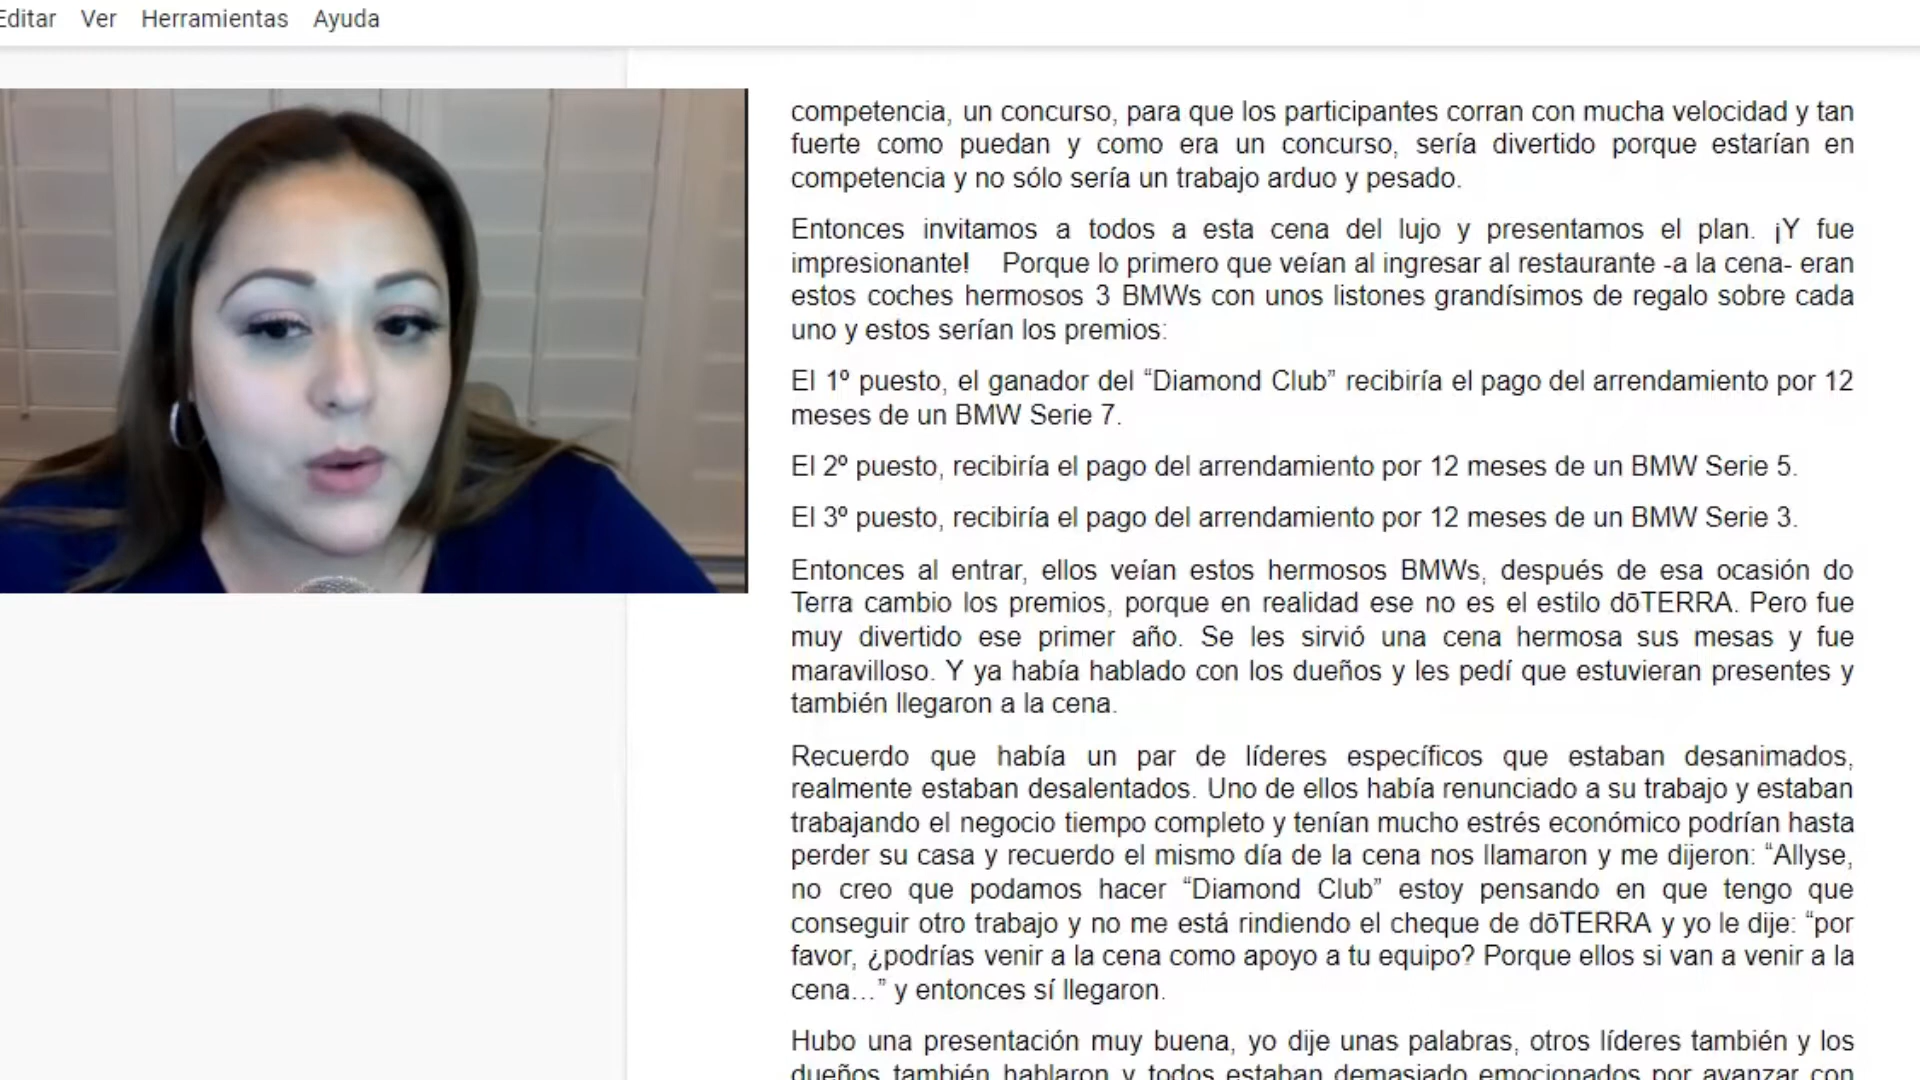 Editar Ver Herramientas Ayuda
competencia, un concurso, para que los participantes corran con mucha velocidad y tan
fuerte como puedan y como era un concurso, sería divertido porque estarían en
competencia y no sólo sería un trabajo arduo y pesado.
Entonces invitamos a todos a esta cena del lujo y presentamos el plan. ¡Y fue
impresionante! Porque lo primero que veían al ingresar al restaurante -a la cena- eran
estos coches hermosos 3 BMWs con unos listones grandísimos de regalo sobre cada
uno y estos serían los premios:
El 1º puesto, el ganador del “Diamond Club” recibiría el pago del arrendamiento por 12
meses de un BMW Serie 7.
El 2º puesto, recibiría el pago del arrendamiento por 12 meses de un BMW Serie 5.
El 3º puesto, recibiría el pago del arrendamiento por 12 meses de un BMW Serie 3.
Entonces al entrar, ellos veían estos hermosos BMWs, después de esa ocasión do
Terra cambio los premios, porque en realidad ese no es el estilo dōTERRA. Pero fue
muy divertido ese primer año. Se les sirvió una cena hermosa sus mesas y fue
maravilloso. Y ya había hablado con los dueños y les pedí que estuvieran presentes y
también llegaron a la cena.
Recuerdo que había un par de líderes específicos que estaban desanimados,
realmente estaban desalentados. Uno de ellos había renunciado a su trabajo y estaban
trabajando el negocio tiempo completo y tenían mucho estrés económico podrían hasta
perder su casa y recuerdo el mismo día de la cena nos llamaron y me dijeron: “Allyse,
no creo que podamos hacer “Diamond Club” estoy pensando en que tengo que
conseguir otro trabajo y no me está rindiendo el cheque de dōTERRA y yo le dije: “por
favor, ¿podrías venir a la cena como apoyo a tu equipo? Porque ellos si van a venir a la
cena…” y entonces sí llegaron.
Hubo una presentación muy buena, yo dije unas palabras, otros líderes también y los
dueños también hablaron y todos estaban demasiado emocionados por avanzar con